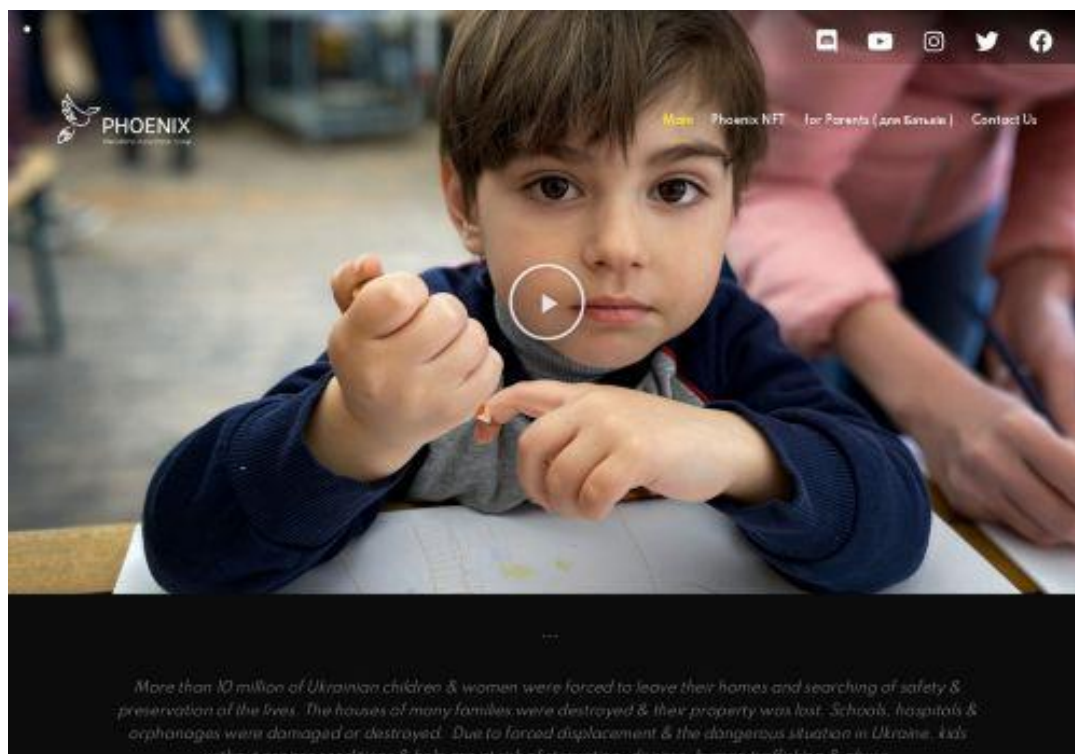 PHOENIX
Main Phoenix NFT for Parents ( для Батьків ) Contact Us
...
More than 10 million of Ukrainian children & women were forced to leave their homes and searching of safety &
preservation of the lives. The houses of many families were destroyed & their property was lost. Schools, hospitals &
orphanages were damaged or destroyed. Due to forced displacement & the dangerous situation in Ukraine, kids